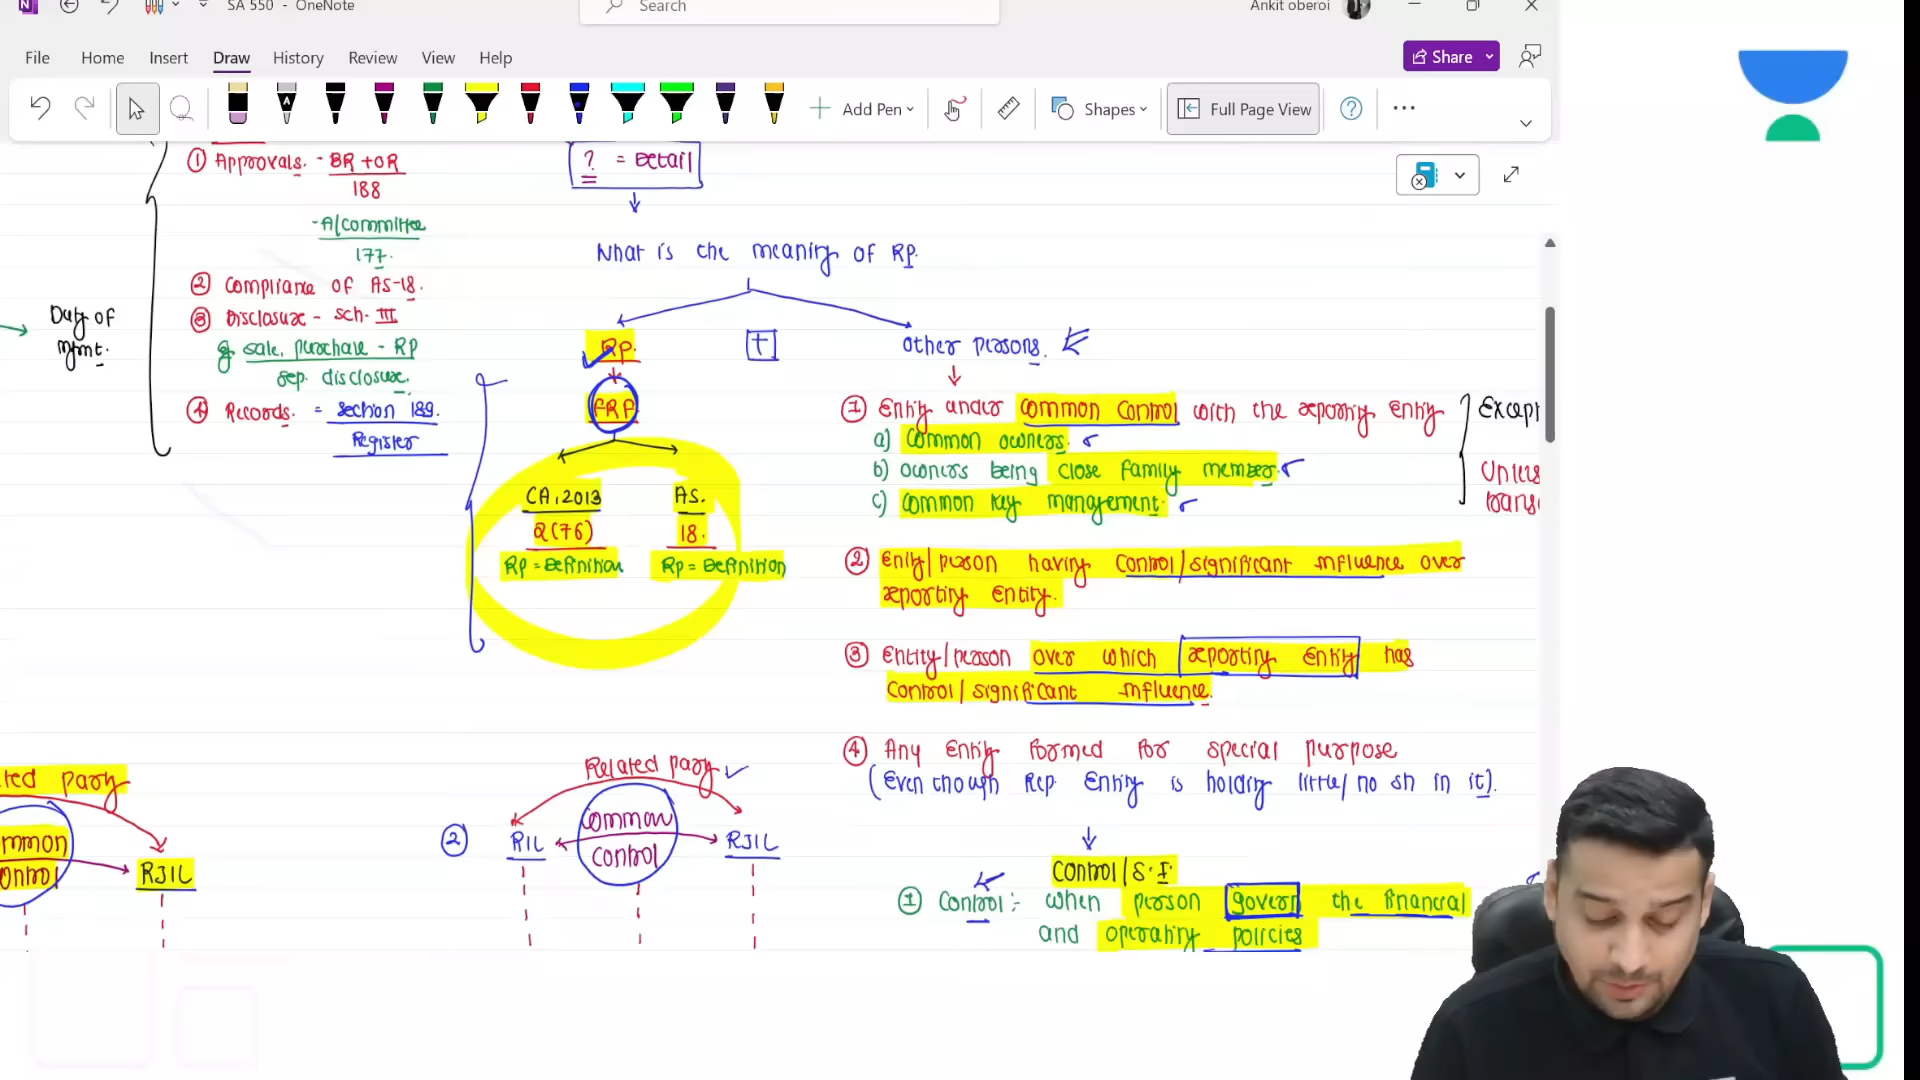 SA 550 - OneNote
Search
Ankit oberoi
File Home Insert Draw History Review View Help
Share
Add Pen
Shapes
Full Page View
① Approvals. - BR + OR
188
- A/Committee
177.
② Compliance of AS-18.
③ Disclosure - Sch. III
of sale, purchase - RP
sep. disclosure.
④ Records. = Section 189.
Register
Duty of
mgmt.
? = Detail
What is the meaning of RP.
RP.
+
Other persons.
FRP
CA, 2013
2(76)
RP = Definition
AS.
18.
RP = Definition
① Entity under Common Control with the reporting Entity
a) Common owners.
b) owners being close family member.
c) Common key management.
② Entity/person having Control/significant influence over
reporting Entity.
③ Entity/person over which reporting Entity has
Control/significant influence.
④ Any Entity formed for special purpose
(Even though Rep. Entity is holding little/no sh in it).
Control/S.I.
① Control:- when person govern the financial
and operating policies
Related party
② RIL
Common
Control
RJIL
RJIL